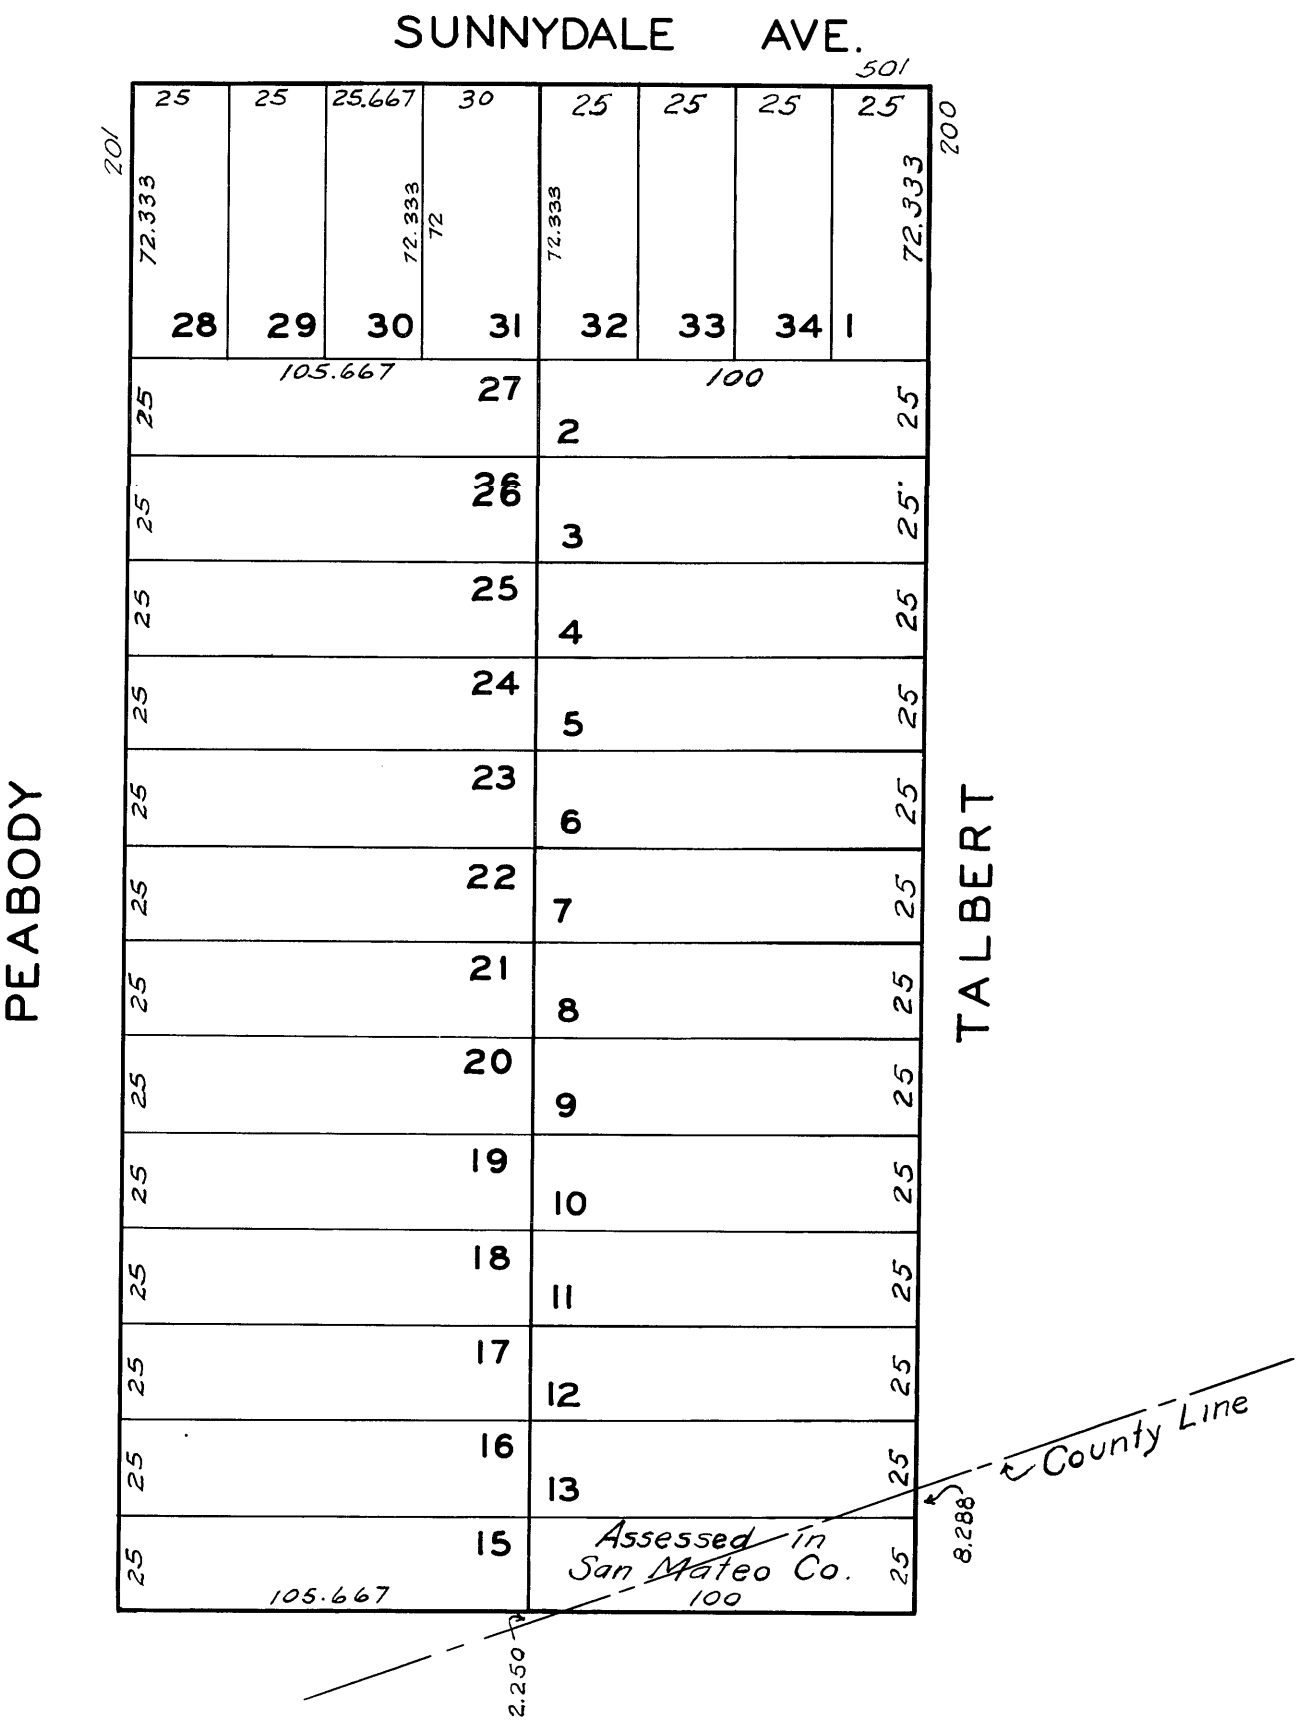 SUNNYDALE AVE.
501
25 25 25.667 30 25 25 25 25
201
200
72.333 72.333 72 72.333 72.333
28 29 30 31 32 33 34 1
105.667 100
25 27 2 25
25 26 26 3 25
25 25 4 25
25 24 5 25
25 23 6 25
25 22 7 25
25 21 8 25
25 20 9 25
25 19 10 25
25 18 11 25
25 17 12 25
25 16 13 25
25 15 25
PEABODY
TALBERT
County Line
8.288
Assessed in
San Mateo Co.
105.667 100
2.250